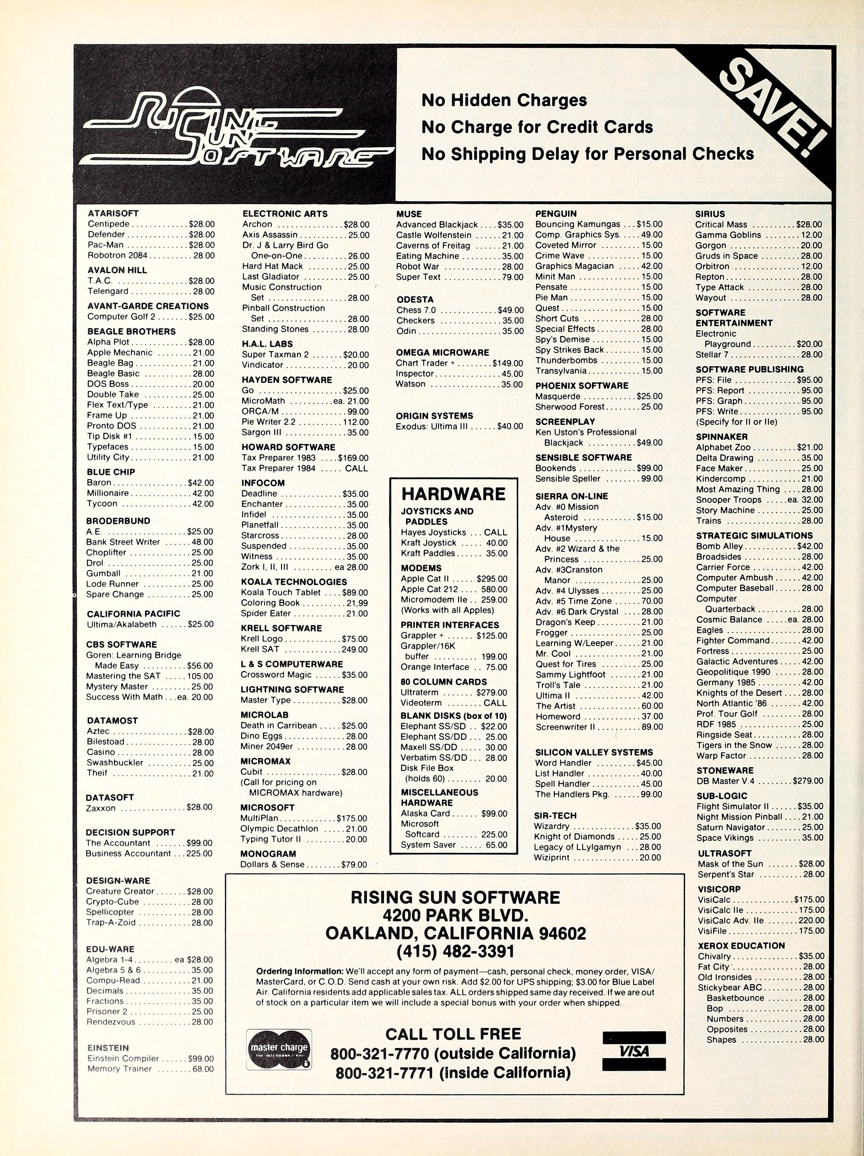 RISING
SUN
SOFTWARE
No Hidden Charges
No Charge for Credit Cards
No Shipping Delay for Personal Checks
SAVE!
ATARISOFT
Centipede ........... $28.00
Defender ............ $28.00
Pac-Man ............. $28.00
Robotron 2084 ....... 28.00
AVALON HILL
T.A.C. .............. $28.00
Telengard ........... 28.00
AVANT-GARDE CREATIONS
Computer Golf 2 ..... $25.00
BEAGLE BROTHERS
Alpha Plot .......... $28.00
Apple Mechanic ...... 21.00
Beagle Bag .......... 21.00
Beagle Basic ........ 28.00
DOS Boss ............ 20.00
Double Take ......... 25.00
Flex Text/Type ...... 21.00
Frame Up ............ 21.00
Pronto DOS .......... 21.00
Tip Disk #1 ......... 15.00
Typefaces ........... 15.00
Utility City ........ 21.00
BLUE CHIP
Baron ............... $42.00
Millionaire ......... 42.00
Tycoon .............. 42.00
BRODERBUND
A.E. ................ $25.00
Bank Street Writer .. 48.00
Choplifter .......... 25.00
Drol ................ 25.00
Gumball ............. 21.00
Lode Runner ......... 25.00
Spare Change ........ 25.00
CALIFORNIA PACIFIC
Ultima/Akalabeth .... $25.00
CBS SOFTWARE
Goren: Learning Bridge
Made Easy ........... $56.00
Mastering the SAT ... 105.00
Mystery Master ...... 25.00
Success With Math ...ea. 20.00
DATAMOST
Aztec ............... $28.00
Bilestoad ........... 28.00
Casino .............. 28.00
Swashbuckler ........ 25.00
Theif ............... 21.00
DATASOFT
Zaxxon .............. $28.00
DECISION SUPPORT
The Accountant ...... $99.00
Business Accountant ... 225.00
DESIGN-WARE
Creature Creator .... $28.00
Crypto-Cube ......... 28.00
Spellicopter ........ 28.00
Trap-A-Zoid ......... 28.00
EDU-WARE
Algebra 1-4 ........ ea $28.00
Algebra 5 & 6 ....... 35.00
Compu-Read .......... 21.00
Decimals ............ 35.00
Fractions ........... 35.00
Prisoner 2 .......... 25.00
Rendezvous .......... 28.00
EINSTEIN
Einstein Compiler ... $99.00
Memory Trainer ...... 68.00
ELECTRONIC ARTS
Archon .............. $28.00
Axis Assassin ....... 25.00
Dr. J & Larry Bird Go
One-on-One .......... 28.00
Hard Hat Mack ....... 25.00
Last Gladiator ...... 25.00
Music Construction
Set ................. 28.00
Pinball Construction
Set ................. 28.00
Standing Stones ..... 28.00
H.A.L. LABS
Super Taxman 2 ...... $20.00
Vindicator .......... 20.00
HAYDEN SOFTWARE
Go .................. $25.00
MicroMath .......ea. 21.00
ORCA/M .............. 99.00
Pie Writer 2.2 ...... 112.00
Sargon III .......... 35.00
HOWARD SOFTWARE
Tax Preparer 1983 ... $169.00
Tax Preparer 1984 ... CALL
INFOCOM
Deadline ............ $35.00
Enchanter ........... 35.00
Infidel ............. 35.00
Planetfall .......... 35.00
Starcross ........... 28.00
Suspended ........... 35.00
Witness ............. 35.00
Zork I, II, III ..... ea 28.00
KOALA TECHNOLOGIES
Koala Touch Tablet .. $89.00
Coloring Book ....... 21,99
Spider Eater ........ 21.00
KRELL SOFTWARE
Krell Logo .......... $75.00
Krell SAT ........... 249.00
L & S COMPUTERWARE
Crossword Magic ..... $35.00
LIGHTNING SOFTWARE
Master Type ......... $28.00
MICROLAB
Death in Carribean .. $25.00
Dino Eggs ........... 28.00
Miner 2049er ........ 28.00
MICROMAX
Cubit ............... $28.00
(Call for pricing on
MICROMAX hardware)
MICROSOFT
MultiPlan ........... $175.00
Olympic Decathlon ... 21.00
Typing Tutor II ..... 20.00
MONOGRAM
Dollars & Sense ..... $79.00
MUSE
Advanced Blackjack .. $35.00
Castle Wolfenstein .. 21.00
Caverns of Freitag .. 21.00
Eating Machine ...... 35.00
Robot War ........... 28.00
Super Text .......... 79.00
ODESTA
Chess 7.0 ........... $49.00
Checkers ............ 35.00
Odin ................ 35.00
OMEGA MICROWARE
Chart Trader + ...... $149.00
Inspector ........... 45.00
Watson .............. 35.00
ORIGIN SYSTEMS
Exodus: Ultima III .. $40.00
HARDWARE
JOYSTICKS AND
PADDLES
Hayes Joysticks ... CALL
Kraft Joystick ..... 40.00
Kraft Paddles ...... 35.00
MODEMS
Apple Cat II ....... $295.00
Apple Cat 212 ...... 580.00
Micromodem IIe .. 259.00
(Works with all Apples)
PRINTER INTERFACES
Grappler + ......... $125.00
Grappler/16K
buffer ............. 199.00
Orange Interface .. 75.00
80 COLUMN CARDS
Ultraterm .......... $279.00
Videoterm .......... CALL
BLANK DISKS (box of 10)
Elephant SS/SD .. $22.00
Elephant SS/DD ... 25.00
Maxell SS/DD ....... 30.00
Verbatim SS/DD ... 28.00
Disk File Box
(holds 60) ......... 20.00
MISCELLANEOUS
HARDWARE
Alaska Card ........ $99.00
Microsoft
Softcard ........... 225.00
System Saver ....... 65.00
PENGUIN
Bouncing Kamungas ... $15.00
Comp. Graphics Sys. ... 49.00
Coveted Mirror ...... 15.00
Crime Wave .......... 15.00
Graphics Magacian ... 42.00
Minit Man ........... 15.00
Pensate ............. 15.00
Pie Man ............. 15.00
Quest ............... 15.00
Short Cuts .......... 28.00
Special Effects ..... 28.00
Spy's Demise ........ 15.00
Spy Strikes Back .... 15.00
Thunderbombs ........ 15.00
Transylvania ........ 15.00
PHOENIX SOFTWARE
Masquerde ........... $25.00
Sherwood Forest ..... 25.00
SCREENPLAY
Ken Uston's Professional
Blackjack ........... $49.00
SENSIBLE SOFTWARE
Bookends ............ $99.00
Sensible Speller .... 99.00
SIERRA ON-LINE
Adv. #0 Mission
Asteroid ............ $15.00
Adv. #1Mystery
House ............... 15.00
Adv. #2 Wizard & the
Princess ............ 25.00
Adv. #3Cranston
Manor ............... 25.00
Adv. #4 Ulysses ..... 25.00
Adv. #5 Time Zone ... 70.00
Adv. #6 Dark Crystal ... 28.00
Dragon's Keep ....... 21.00
Frogger ............. 25.00
Learning W/Leeper ... 21.00
Mr. Cool ............ 21.00
Quest for Tires ..... 25.00
Sammy Lightfoot ..... 21.00
Troll's Tale ........ 21.00
Ultima II ........... 42.00
The Artist .......... 60.00
Homeword ............ 37.00
Screenwriter II ..... 89.00
SILICON VALLEY SYSTEMS
Word Handler ........ $45.00
List Handler ........ 40.00
Spell Handler ....... 45.00
The Handlers Pkg. ... 99.00
SIR-TECH
Wizardry ............ $35.00
Knight of Diamonds .. 25.00
Legacy of LLylgamyn ... 28.00
Wiziprint ........... 20.00
SIRIUS
Critical Mass ....... $28.00
Gamma Goblins ....... 12.00
Gorgon .............. 20.00
Gruds in Space ...... 28.00
Orbitron ............ 12.00
Repton .............. 28.00
Type Attack ......... 28.00
Wayout .............. 28.00
SOFTWARE
ENTERTAINMENT
Electronic
Playground .......... $20.00
Stellar 7 ........... 28.00
SOFTWARE PUBLISHING
PFS: File ........... $95.00
PFS: Report ......... 95.00
PFS: Graph .......... 95.00
PFS: Write .......... 95.00
(Specify for II or IIe)
SPINNAKER
Alphabet Zoo ........ $21.00
Delta Drawing ....... 35.00
Face Maker .......... 25.00
Kindercomp .......... 21.00
Most Amazing Thing .. 28.00
Snooper Troops .....ea. 32.00
Story Machine ....... 25.00
Trains .............. 28.00
STRATEGIC SIMULATIONS
Bomb Alley .......... $42.00
Broadsides .......... 28.00
Carrier Force ....... 42.00
Computer Ambush ..... 42.00
Computer Baseball ... 28.00
Computer
Quarterback ......... 28.00
Cosmic Balance .....ea. 28.00
Eagles .............. 28.00
Fighter Command ..... 42.00
Fortress ............ 25.00
Galactic Adventures .. 42.00
Geopolitique 1990 ... 28.00
Germany 1985 ........ 42.00
Knights of the Desert ... 28.00
North Atlantic '86 .. 42.00
Prof. Tour Golf ..... 28.00
RDF 1985 ............ 25.00
Ringside Seat ....... 28.00
Tigers in the Snow .. 28.00
Warp Factor ......... 28.00
STONEWARE
DB Master V.4 ....... $279.00
SUB-LOGIC
Flight Simulator II .. $35.00
Night Mission Pinball ... 21.00
Saturn Navigator .... 25.00
Space Vikings ....... 35.00
ULTRASOFT
Mask of the Sun ..... $28.00
Serpent's Star ...... 28.00
VISICORP
VisiCalc ............ $175.00
VisiCalc IIe ........ 175.00
VisiCalc Adv. IIe ... 220.00
VisiFile ............ 175.00
XEROX EDUCATION
Chivalry ............ $35.00
Fat City ............ 28.00
Old Ironsides ....... 28.00
Stickybear ABC ...... 28.00
Basketbounce ........ 28.00
Bop ................. 28.00
Numbers ............. 28.00
Opposites ........... 28.00
Shapes .............. 28.00
RISING SUN SOFTWARE
4200 PARK BLVD.
OAKLAND, CALIFORNIA 94602
(415) 482-3391
Ordering Information: We'll accept any form of payment—cash, personal check, money order, VISA/
MasterCard, or C.O.D. Send cash at your own risk. Add $2.00 for UPS shipping; $3.00 for Blue Label
Air. California residents add applicable sales tax. ALL orders shipped same day received. If we are out
of stock on a particular item we will include a special bonus with your order when shipped.
CALL TOLL FREE
800-321-7770 (outside California)
800-321-7771 (inside California)
master charge
VISA